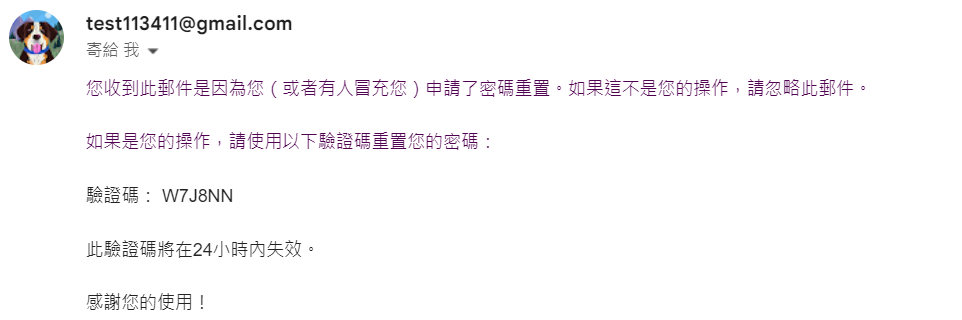 test113411@gmail.com
寄給 我
您收到此郵件是因為您（或者有人冒充您）申請了密碼重置。如果這不是您的操作，請忽略此郵件。
如果是您的操作，請使用以下驗證碼重置您的密碼：
驗證碼： W7J8NN
此驗證碼將在24小時內失效。
感謝您的使用！